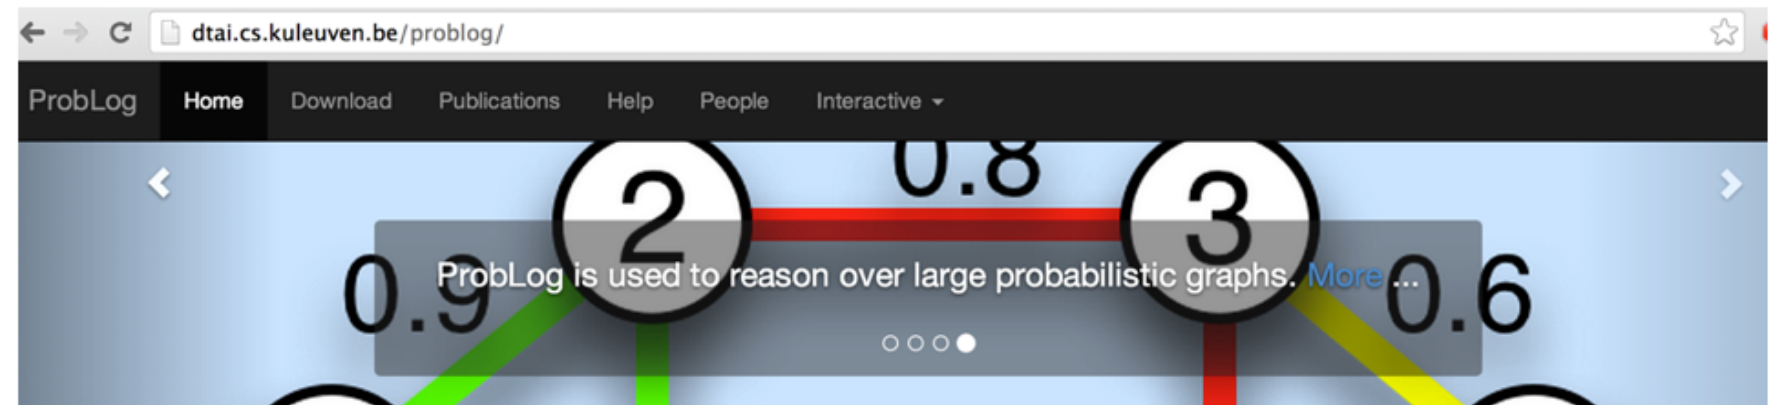 dtai.cs.kuleuven.be/problog/
ProbLog Home Download Publications Help People Interactive
0.8
2 3
0.9 0.6
ProbLog is used to reason over large probabilistic graphs. More ...